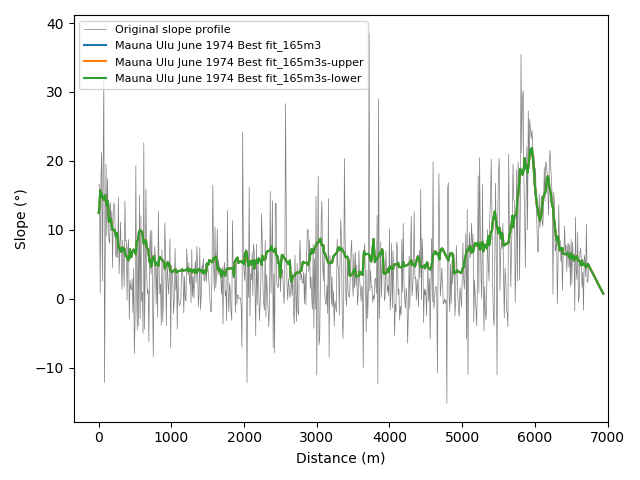 Original slope profile
Mauna Ulu June 1974 Best fit_165m3
Mauna Ulu June 1974 Best fit_165m3s-upper
Mauna Ulu June 1974 Best fit_165m3s-lower
40
30
20
10
0
−10
Slope (°)
0 1000 2000 3000 4000 5000 6000 7000
Distance (m)